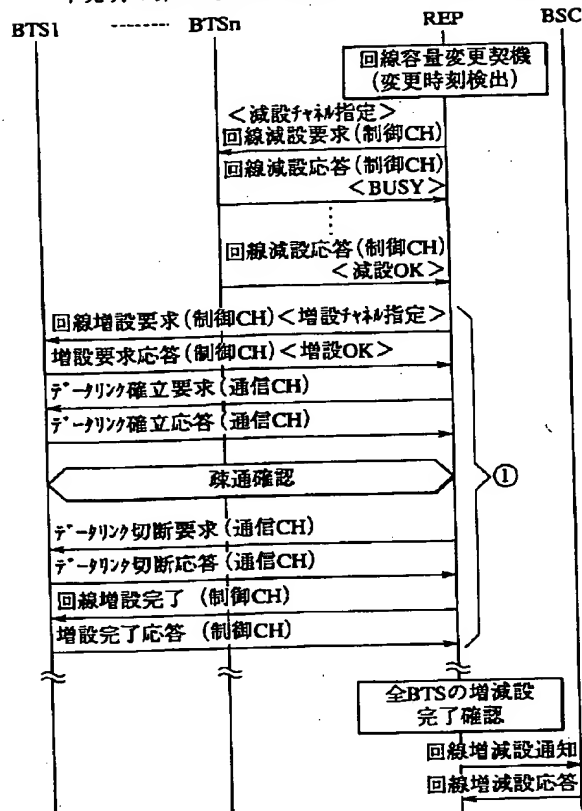 BTS1 -------- BTSn REP BSC
回線容量変更契機
(変更時刻検出)
<減設チャネル指定>
回線減設要求(制御CH)
回線減設応答(制御CH)
<BUSY>
回線減設応答(制御CH)
<減設OK>
回線増設要求(制御CH)<増設チャネル指定>
増設要求応答(制御CH)<増設OK>
データリンク確立要求(通信CH)
データリンク確立応答(通信CH)
疎通確認
①
データリンク切断要求(通信CH)
データリンク切断応答(通信CH)
回線増設完了 (制御CH)
増設完了応答 (制御CH)
全BTSの増減設
完了確認
回線増減設通知
回線増減設応答